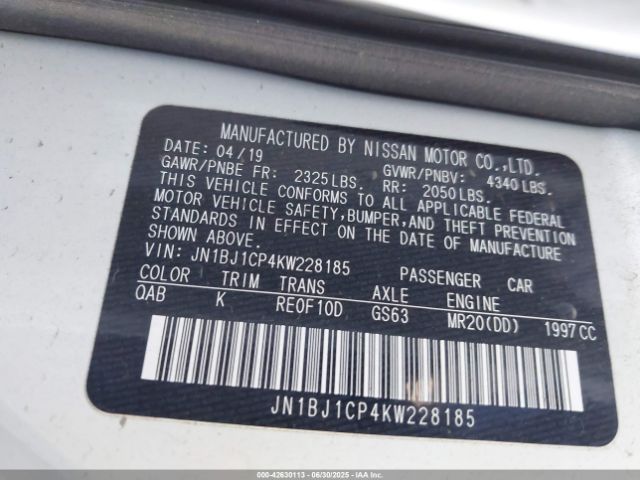 MANUFACTURED BY NISSAN MOTOR CO.,LTD.
DATE: 04/19 GVWR/PNBV: 4340 LBS.
GAWR/PNBE FR: 2325 LBS. RR: 2050 LBS.
THIS VEHICLE CONFORMS TO ALL APPLICABLE FEDERAL
MOTOR VEHICLE SAFETY,BUMPER,AND THEFT PREVENTION
STANDARDS IN EFFECT ON THE DATE OF MANUFACTURE
SHOWN ABOVE.
VIN: JN1BJ1CP4KW228185 PASSENGER CAR
COLOR TRIM TRANS AXLE ENGINE
QAB K RE0F10D GS63 MR20(DD) 1997CC
JN1BJ1CP4KW228185
000-42630113 - 06/30/2025 - IAAI.COM